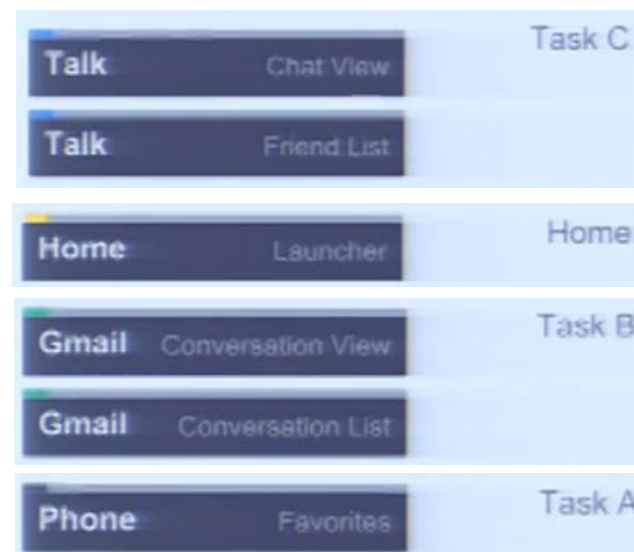 Talk Chat View Task C
Talk Friend List
Home Launcher Home
Gmail Conversation View Task B
Gmail Conversation List
Phone Favorites Task A